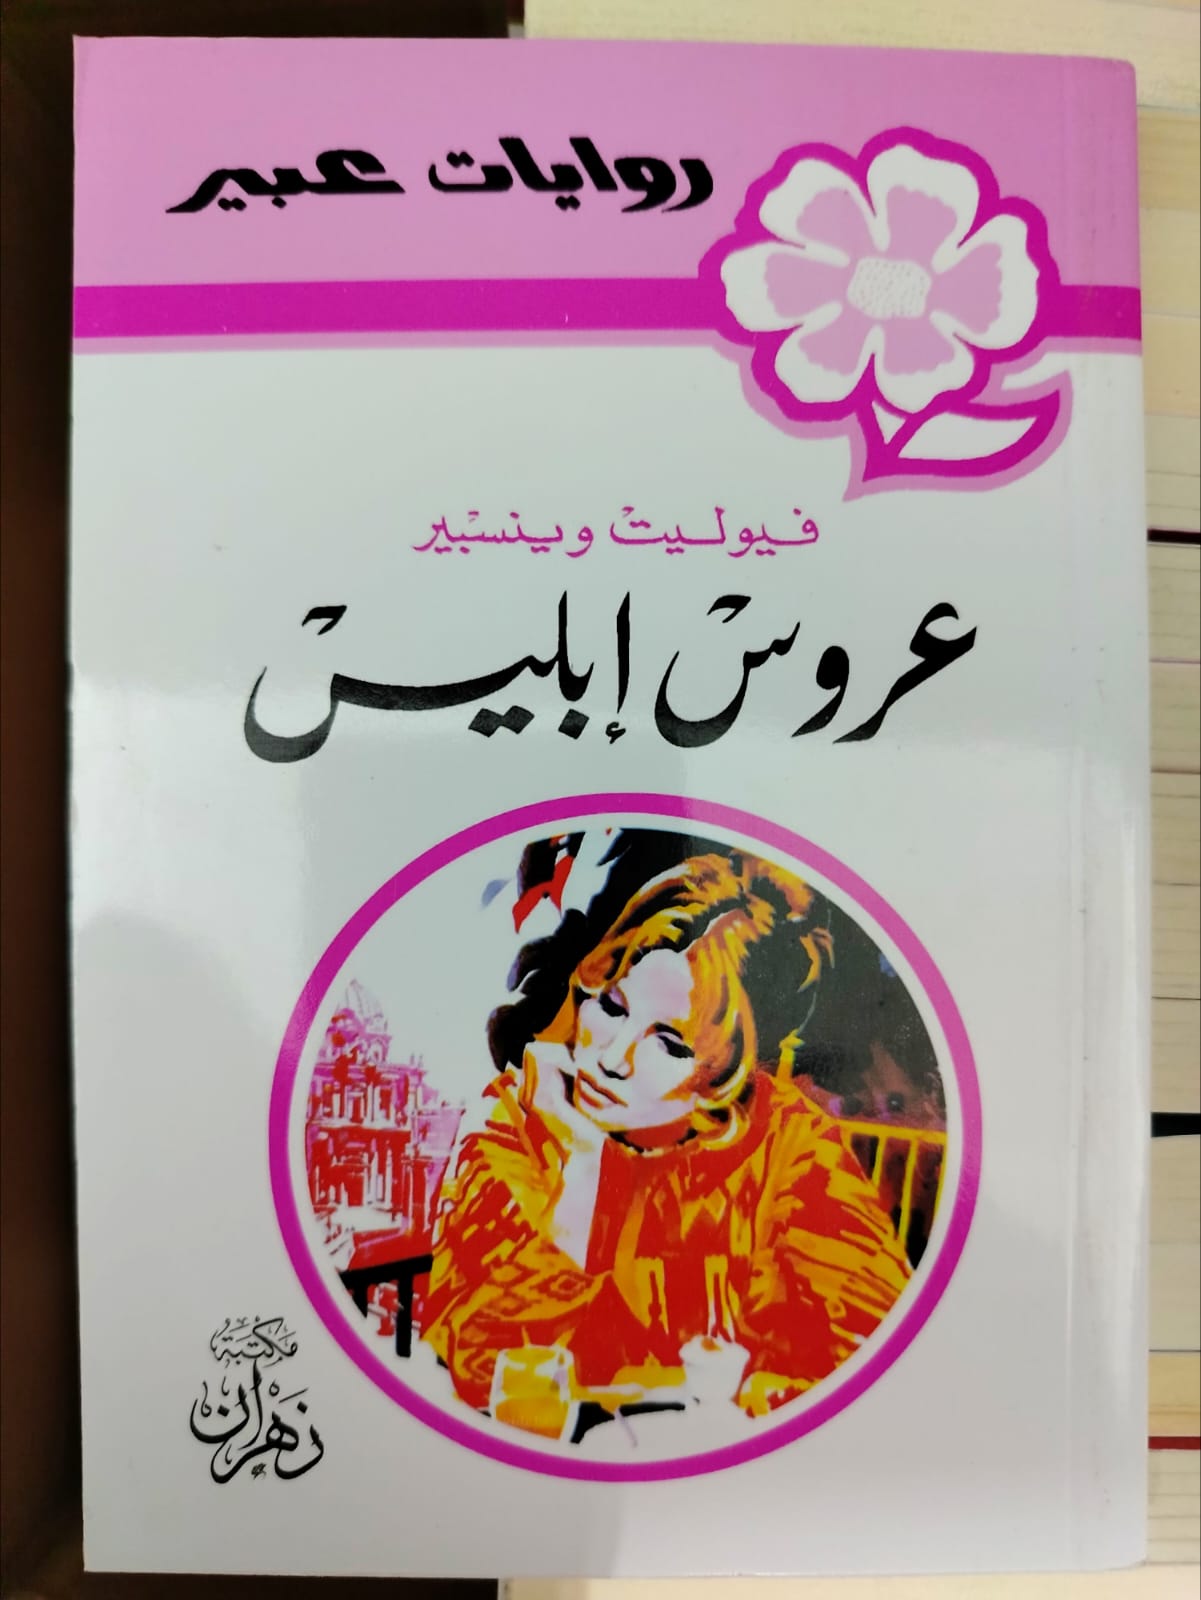 روايات عبير
فيوليت وينسبير
عروس إبليس
مكتبة
زهران